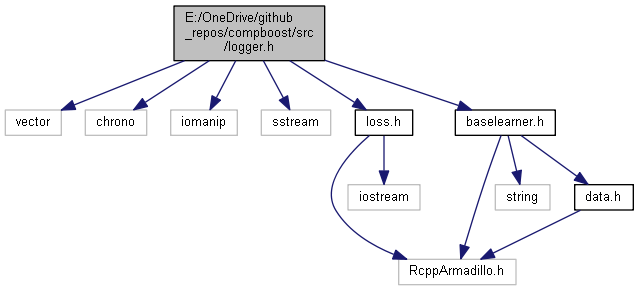 E:/OneDrive/github
_repos/compboost/src
/logger.h
vector
chrono
iomanip
sstream
loss.h
baselearner.h
iostream
string
data.h
RcppArmadillo.h